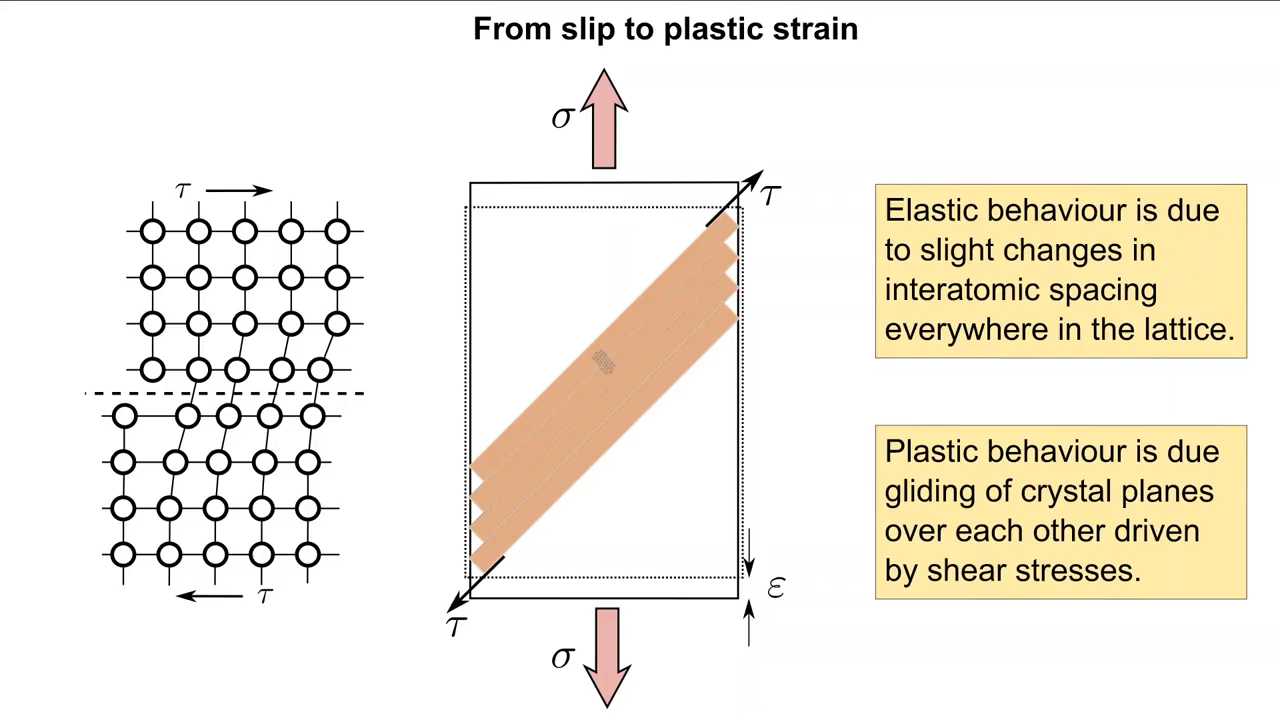 From slip to plastic strain
σ
τ
τ
Elastic behaviour is due
to slight changes in
interatomic spacing
everywhere in the lattice.
Plastic behaviour is due
gliding of crystal planes
over each other driven
by shear stresses.
τ
ε
τ
σ